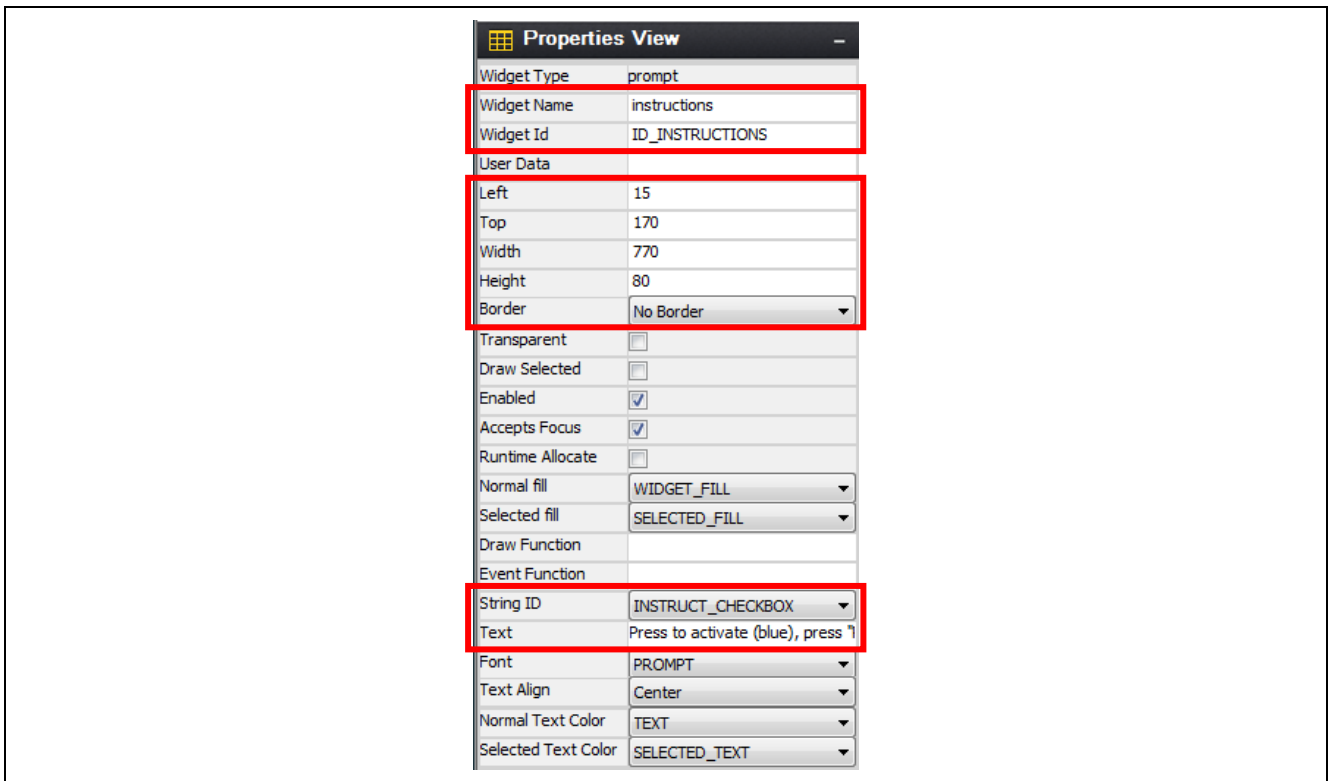 Properties View
Widget Type prompt
Widget Name instructions
Widget Id ID_INSTRUCTIONS
User Data
Left 15
Top 170
Width 770
Height 80
Border No Border
Transparent
Draw Selected
Enabled
Accepts Focus
Runtime Allocate
Normal fill WIDGET_FILL
Selected fill SELECTED_FILL
Draw Function
Event Function
String ID INSTRUCT_CHECKBOX
Text Press to activate (blue), press "
Font PROMPT
Text Align Center
Normal Text Color TEXT
Selected Text Color SELECTED_TEXT